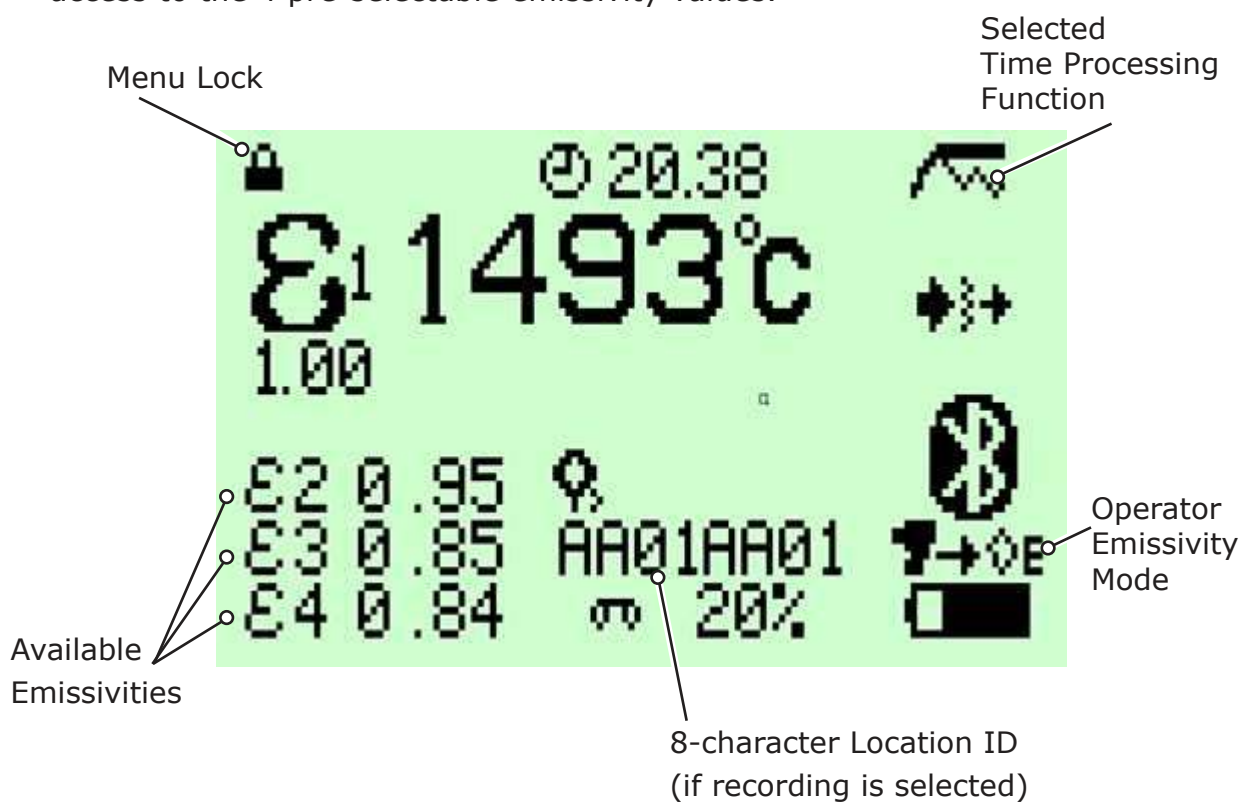 access to the 4 pre-selectable emissivity values.
Selected
Time Processing
Function
Menu Lock
20.38
ε1 1493°C
1.00
ε2 0.95
ε3 0.85 AA01AA01
ε4 0.84 20%
E
Operator
Emissivity
Mode
Available
Emissivities
8-character Location ID
(if recording is selected)